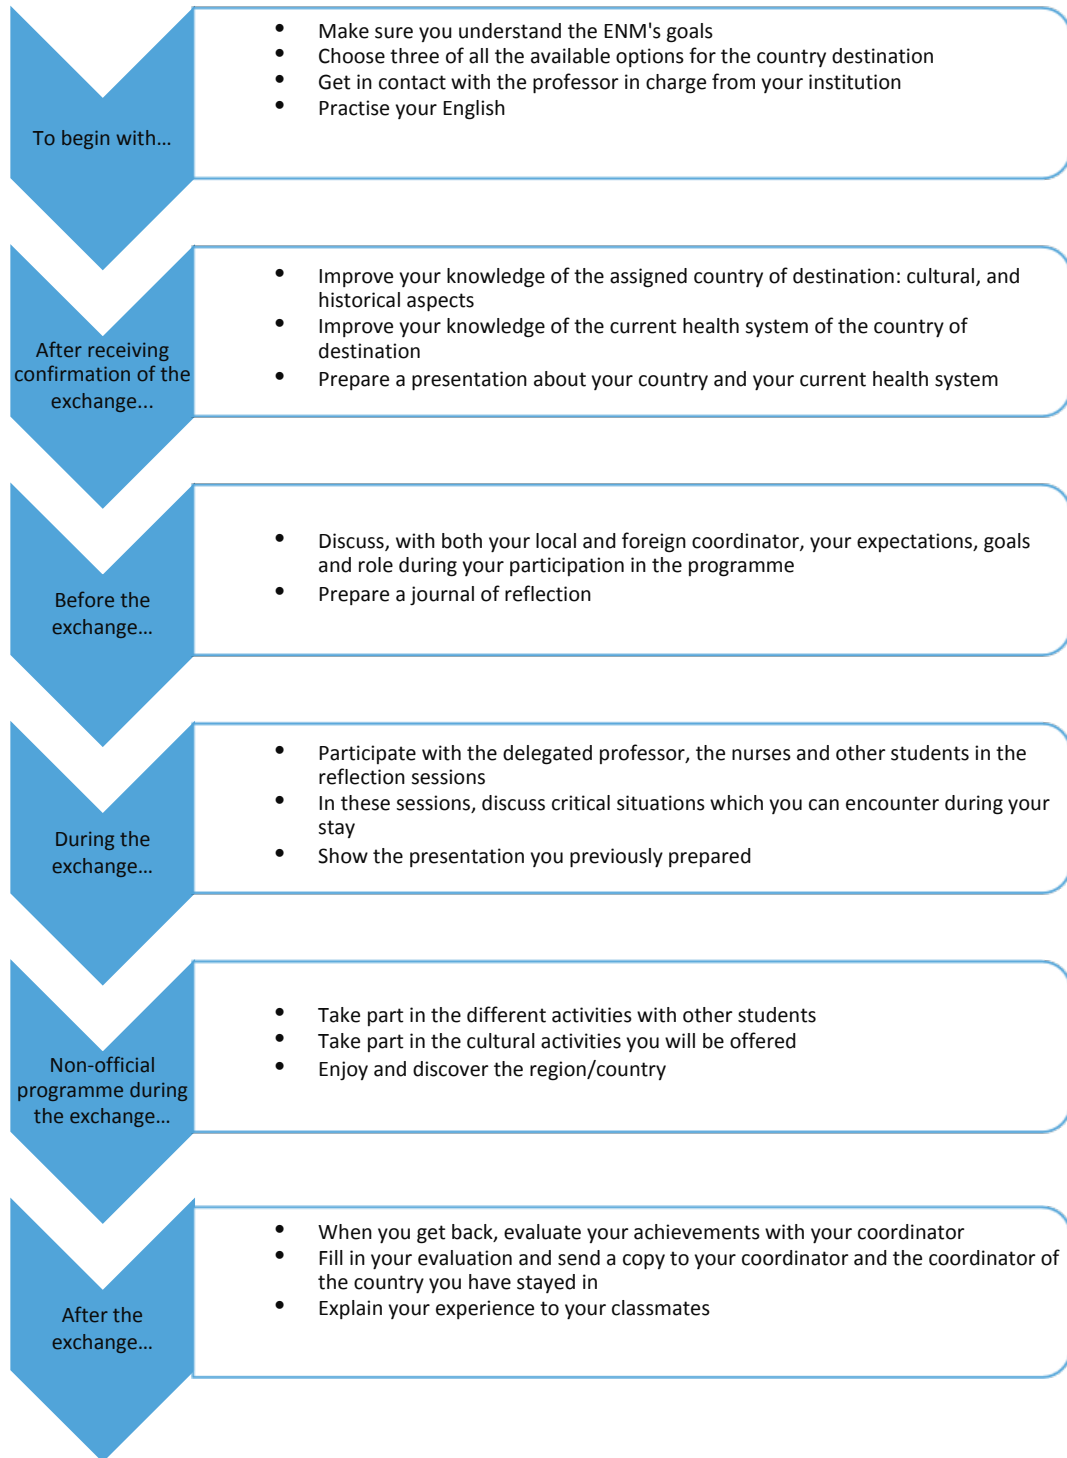 To begin with…
• Make sure you understand the ENM's goals
• Choose three of all the available options for the country destination
• Get in contact with the professor in charge from your institution
• Practise your English
After receiving
confirmation of the
exchange...
• Improve your knowledge of the assigned country of destination: cultural, and
historical aspects
• Improve your knowledge of the current health system of the country of
destination
• Prepare a presentation about your country and your current health system
Before the
exchange…
• Discuss, with both your local and foreign coordinator, your expectations, goals
and role during your participation in the programme
• Prepare a journal of reflection
During the
exchange…
• Participate with the delegated professor, the nurses and other students in the
reflection sessions
• In these sessions, discuss critical situations which you can encounter during your
stay
• Show the presentation you previously prepared
Non-official
programme during
the exchange…
• Take part in the different activities with other students
• Take part in the cultural activities you will be offered
• Enjoy and discover the region/country
After the
exchange…
• When you get back, evaluate your achievements with your coordinator
• Fill in your evaluation and send a copy to your coordinator and the coordinator of
the country you have stayed in
• Explain your experience to your classmates